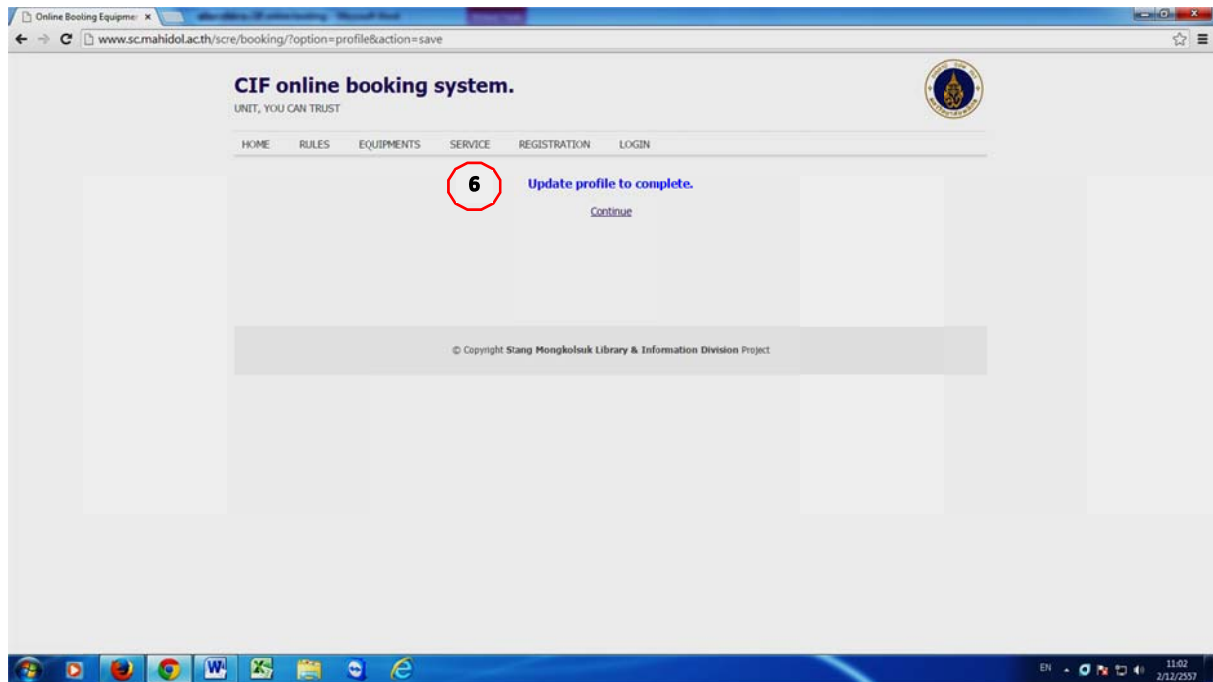 Online Booling Equipme
www.sc.mahidol.ac.th/scre/booking/?option=profile&action=save
CIF online booking system.
UNIT, YOU CAN TRUST
HOME RULES EQUIPMENTS SERVICE REGISTRATION LOGIN
6
Update profile to complete.
Continue
© Copyright Stang Mongkolsuk Library & Information Division Project
EN
11:02
2/12/2557